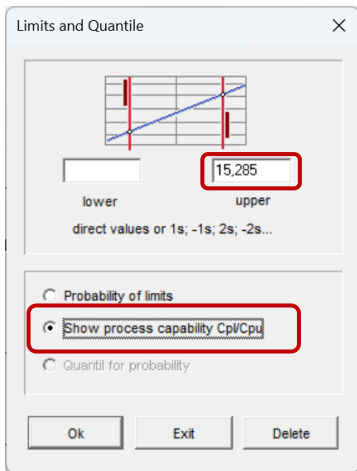 Limits and Quantile
15,285
lower upper
direct values or 1s; -1s; 2s; -2s...
Probability of limits
Show process capability Cpl/Cpu
Quantil for probability
Ok Exit Delete